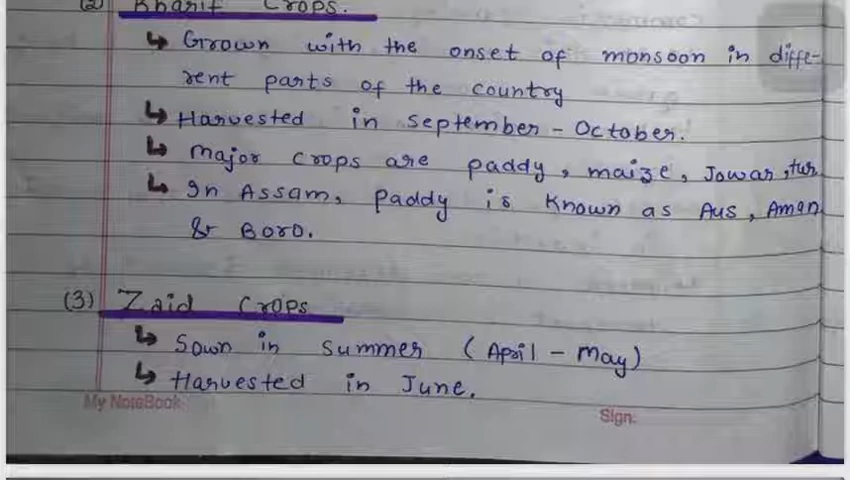 (2) Kharif Crops.
↳ Grown with the onset of monsoon in diffe-
rent parts of the country
↳ Harvested in september - October.
↳ Major crops are paddy, maize, Jowar, tur
↳ In Assam, paddy is known as Aus, Aman
& Boro.
(3) Zaid Crops
↳ Sown in summer (April - May)
↳ Harvested in June.
My NoteBook
Sign.